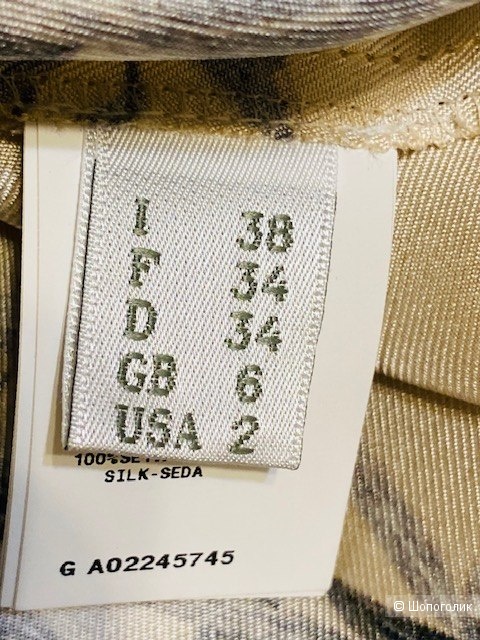 I 38
F 34
D 34
GB 6
USA 2
100%SE
SILK-SEDA
G A02245745
© Шопоголик